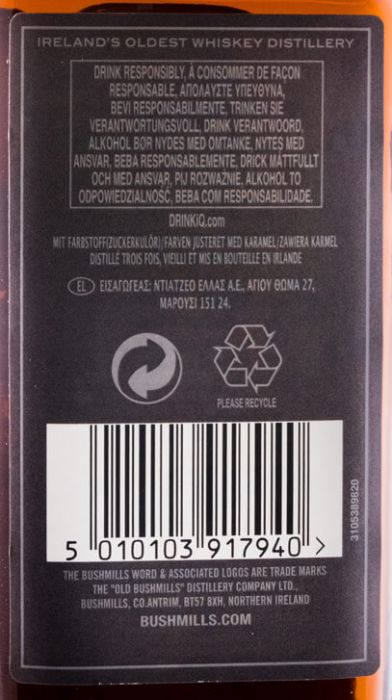 IRELAND'S OLDEST WHISKEY DISTILLERY
DRINK RESPONSIBLY, À CONSOMMER DE FAÇON
RESPONSABLE, ΑΠΟΛΑΥΣΤΕ ΥΠΕΥΘΥΝΑ,
BEVI RESPONSABILMENTE, TRINKEN SIE
VERANTWORTUNGSVOLL, DRINK VERANTWOORD,
ALKOHOL BØR NYDES MED OMTANKE, NYTES MED
ANSVAR, BEBA RESPONSABLEMENTE, DRICK MÅTTFULLT
OCH MED ANSVAR, PIJ ROZWAŻNIE, ALKOHOL TO
ODPOWIEDZIALNOŚĆ, BEBA COM RESPONSABILIDADE.
DRINKiQ.com
MIT FARBSTOFF(ZUCKERKULÖR)/FARVEN JUSTERET MED KARAMEL/ZAWIERA KARMEL
DISTILLÉ TROIS FOIS, VIEILLI ET MIS EN BOUTEILLE EN IRLANDE
EL ΕΙΣΑΓΩΓΕΑΣ: ΝΤΙΑΤΖΕΟ ΕΛΛΑΣ Α.Ε., ΑΓΙΟΥ ΘΩΜΑ 27,
ΜΑΡΟΥΣΙ 151 24.
PLEASE RECYCLE
3105389820
5 010103 917940 >
THE BUSHMILLS WORD & ASSOCIATED LOGOS ARE TRADE MARKS
THE "OLD BUSHMILLS" DISTILLERY COMPANY LTD.,
BUSHMILLS, CO.ANTRIM, BT57 8XH, NORTHERN IRELAND
BUSHMILLS.COM